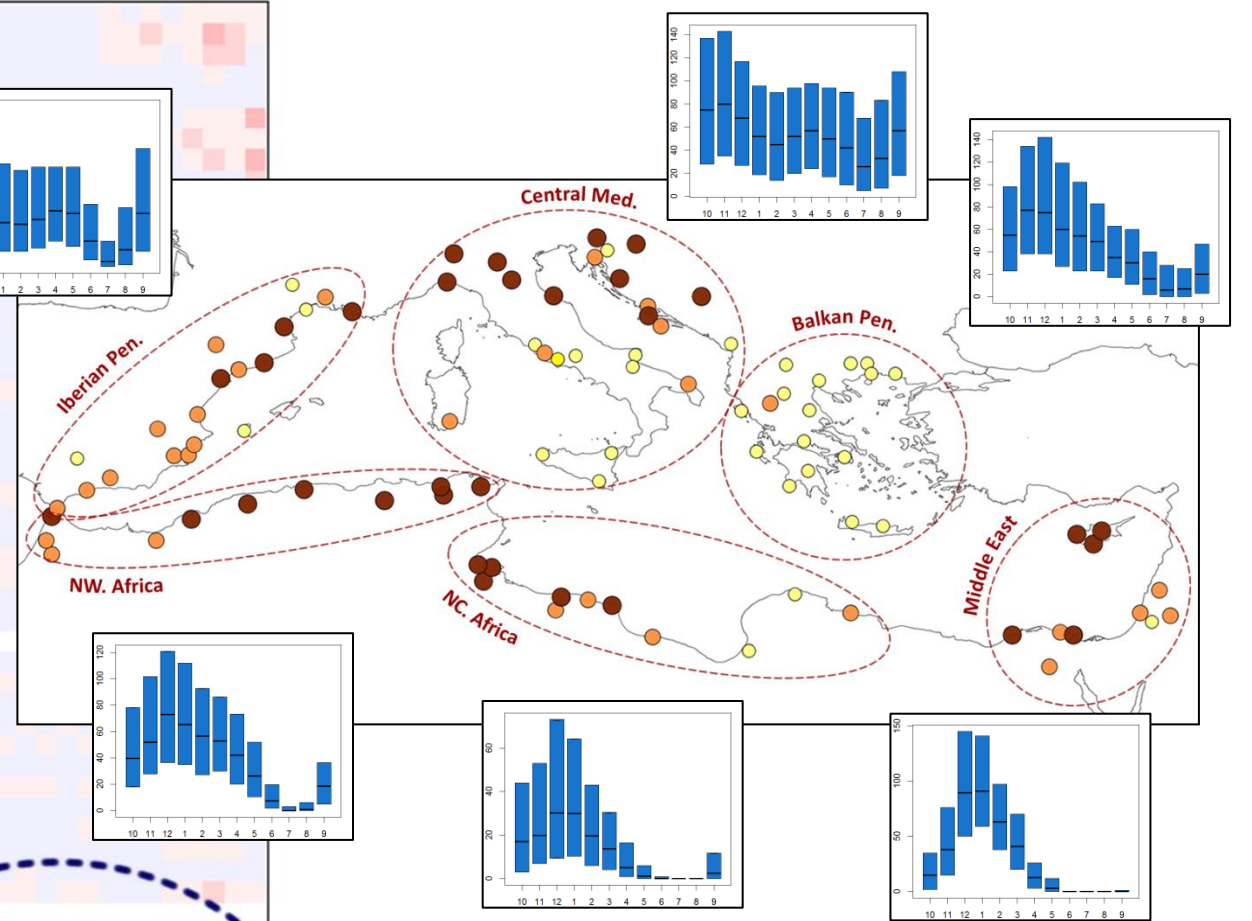 140
120
100
80
60
40
20
0
10 11 12 1 2 3 4 5 6 7 8 9
140
120
100
80
60
40
20
0
10 11 12 1 2 3 4 5 6 7 8 9
1 2 3 4 5 6 7 8 9
Central Med.
Iberian Pen.
Balkan Pen.
Middle East
NW. Africa
NC. Africa
120
100
80
60
40
20
0
10 11 12 1 2 3 4 5 6 7 8 9
60
40
20
0
10 11 12 1 2 3 4 5 6 7 8 9
150
100
50
0
10 11 12 1 2 3 4 5 6 7 8 9